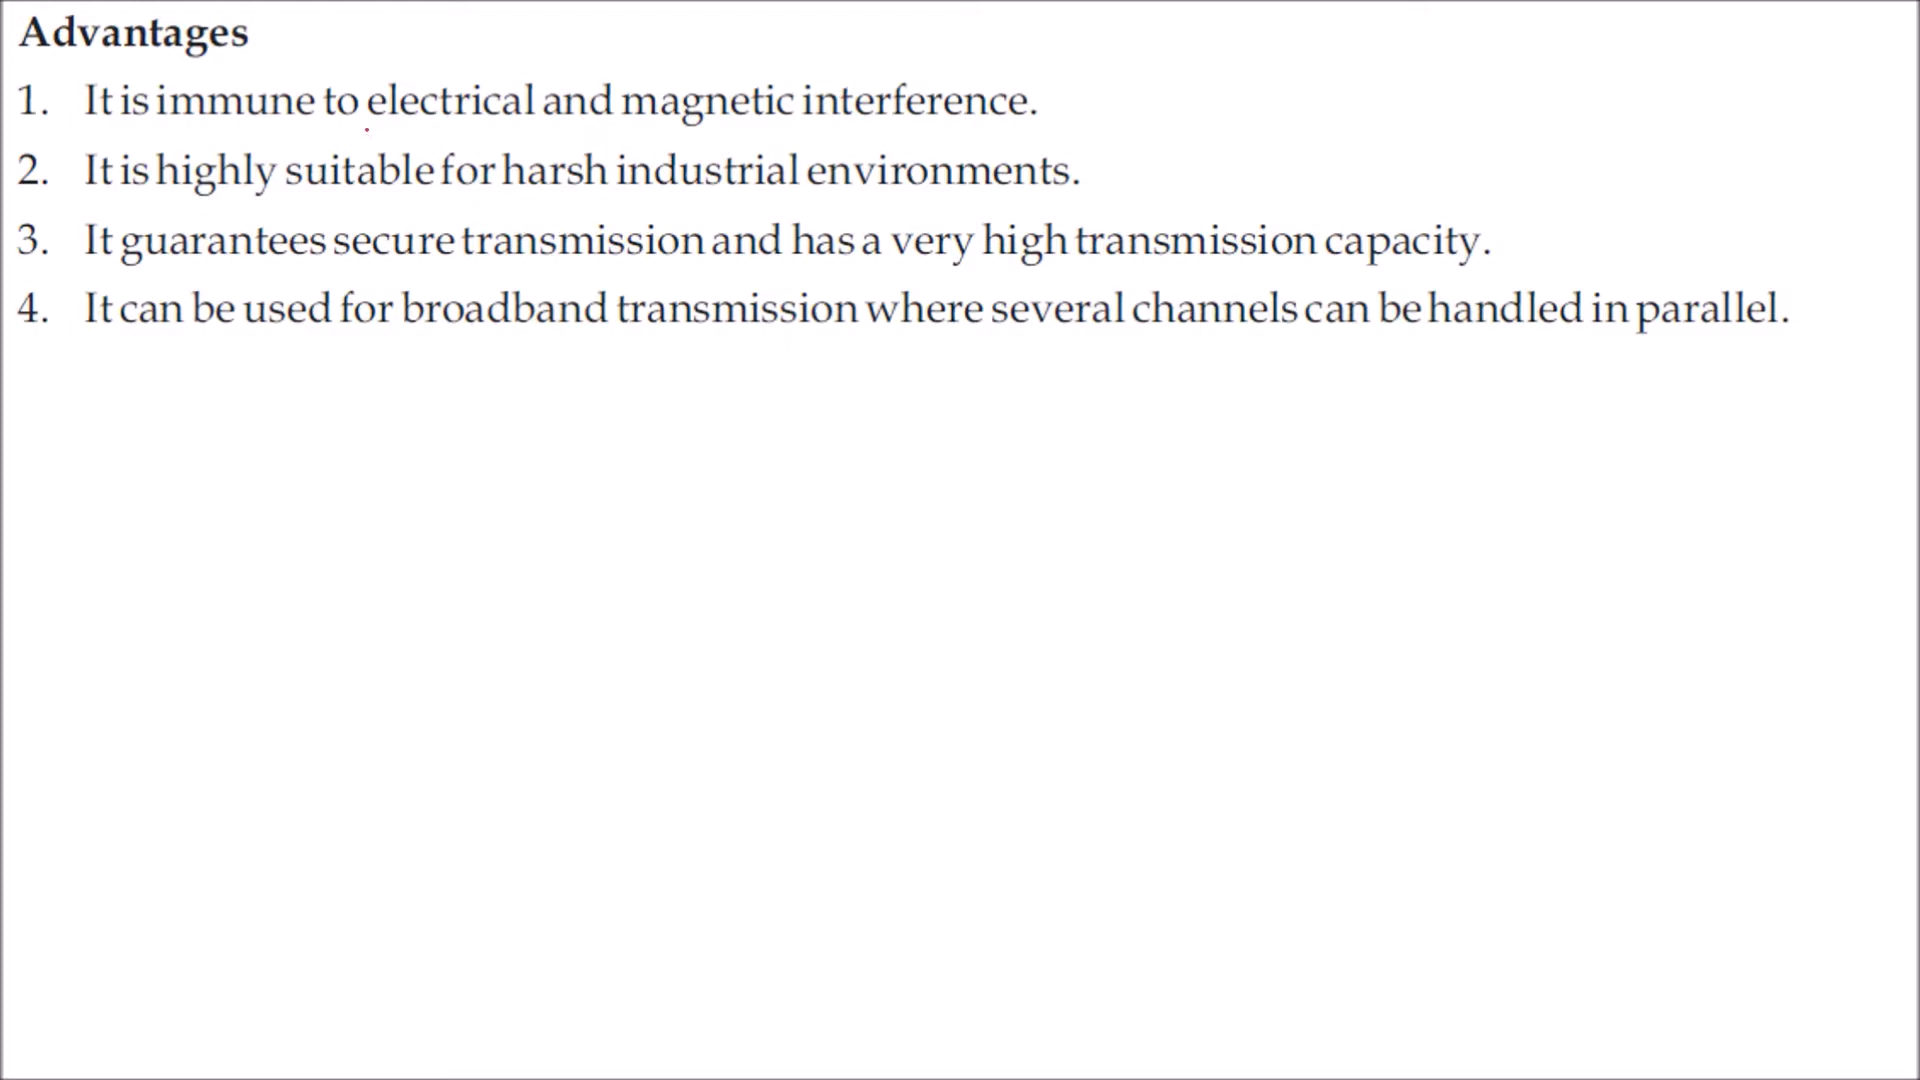 Advantages
1. It is immune to electrical and magnetic interference.
2. It is highly suitable for harsh industrial environments.
3. It guarantees secure transmission and has a very high transmission capacity.
4. It can be used for broadband transmission where several channels can be handled in parallel.